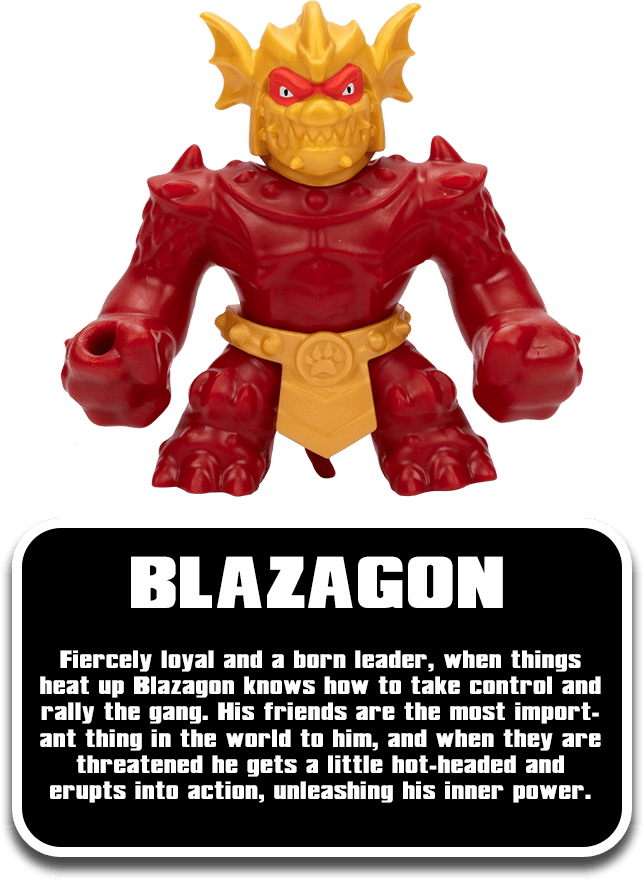 BLAZAGON
Fiercely loyal and a born leader, when things
heat up Blazagon knows how to take control and
rally the gang. His friends are the most import-
ant thing in the world to him, and when they are
threatened he gets a little hot-headed and
erupts into action, unleashing his inner power.